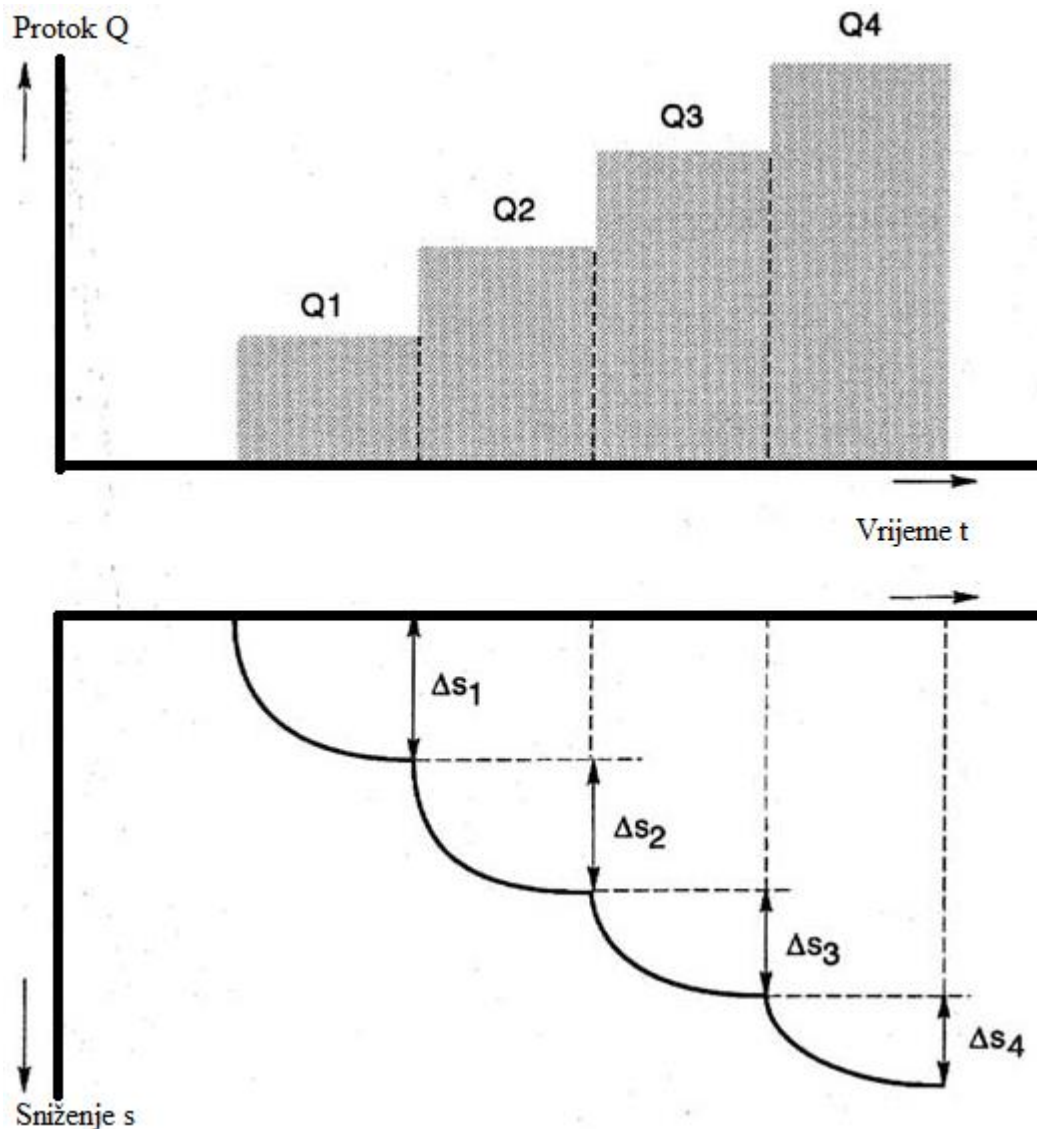 Protok Q
Q4
Q3
Q2
Q1
Vrijeme t
Δs1
Δs2
Δs3
Δs4
Sniženje s